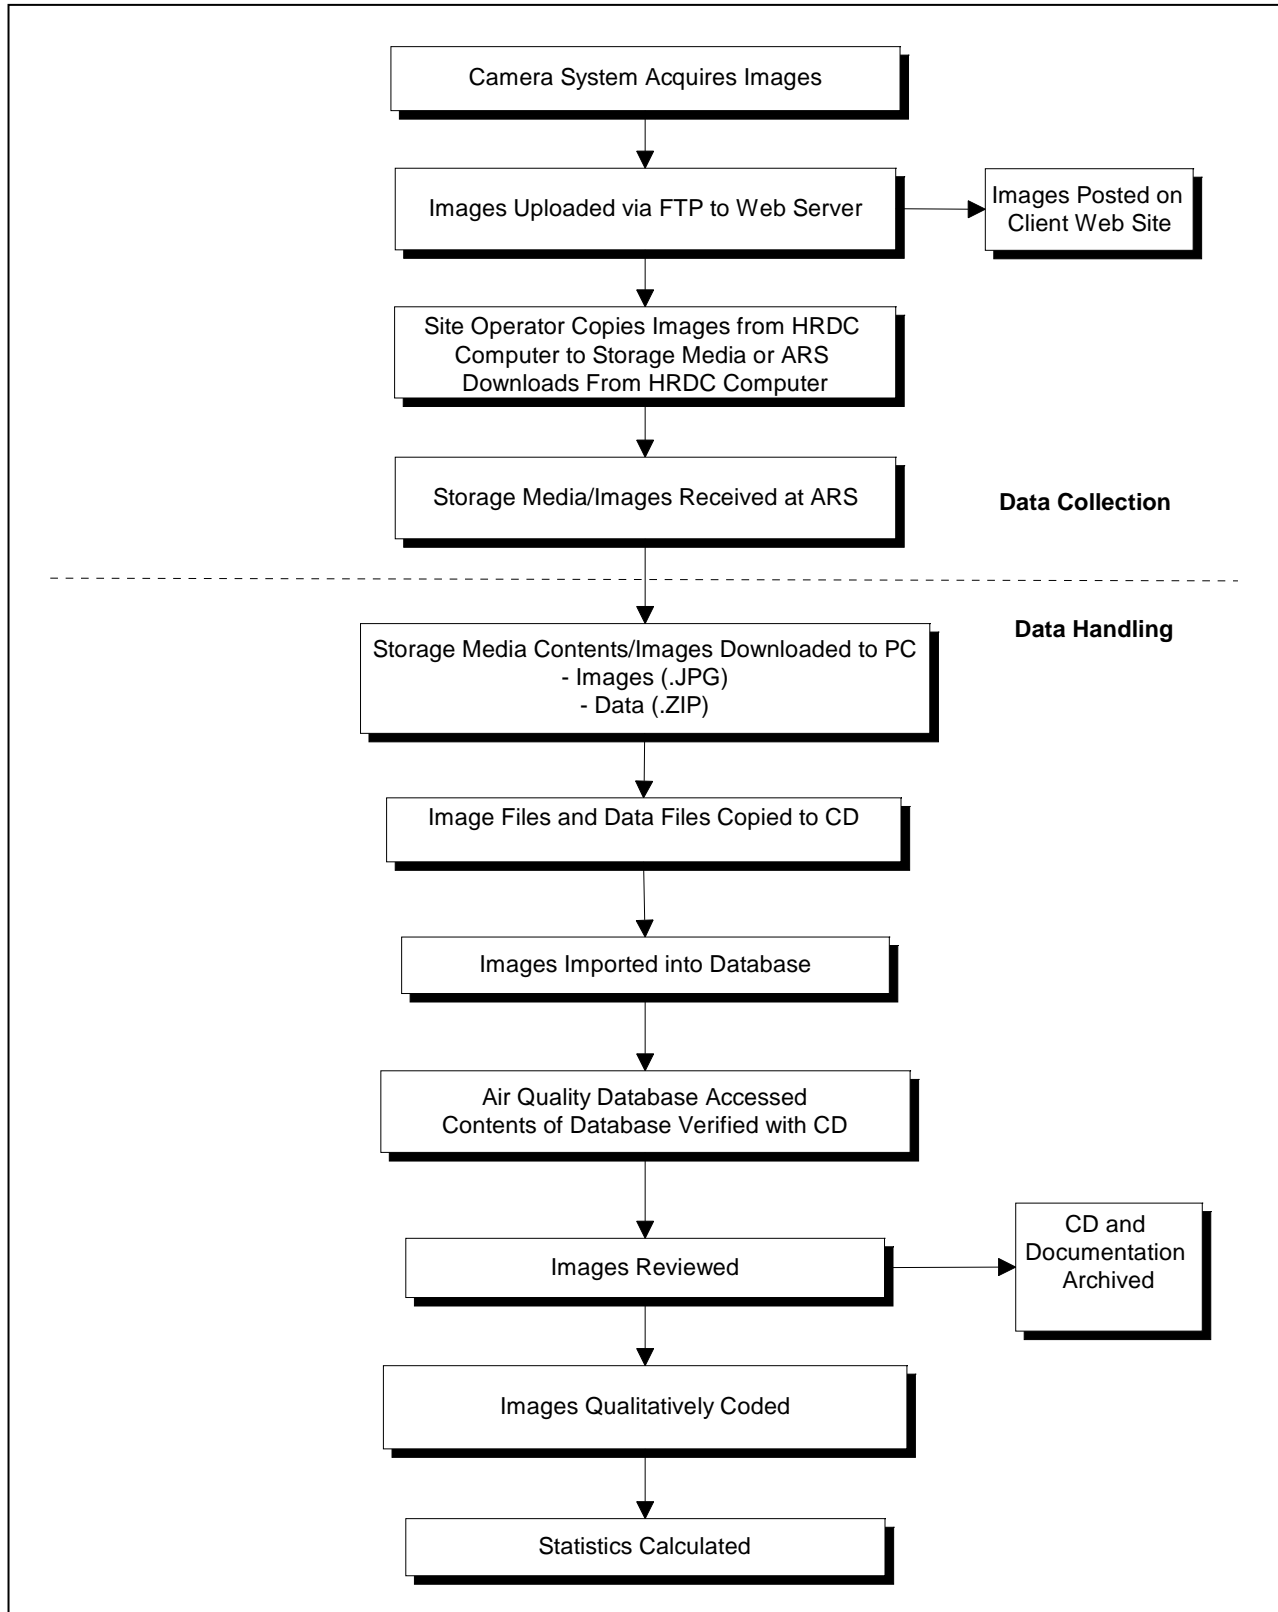 Camera System Acquires Images
Images Uploaded via FTP to Web Server
Images Posted on
Client Web Site
Site Operator Copies Images from HRDC
Computer to Storage Media or ARS
Downloads From HRDC Computer
Storage Media/Images Received at ARS
Data Collection
Data Handling
Storage Media Contents/Images Downloaded to PC
- Images (.JPG)
- Data (.ZIP)
Image Files and Data Files Copied to CD
Images Imported into Database
Air Quality Database Accessed
Contents of Database Verified with CD
Images Reviewed
CD and
Documentation
Archived
Images Qualitatively Coded
Statistics Calculated